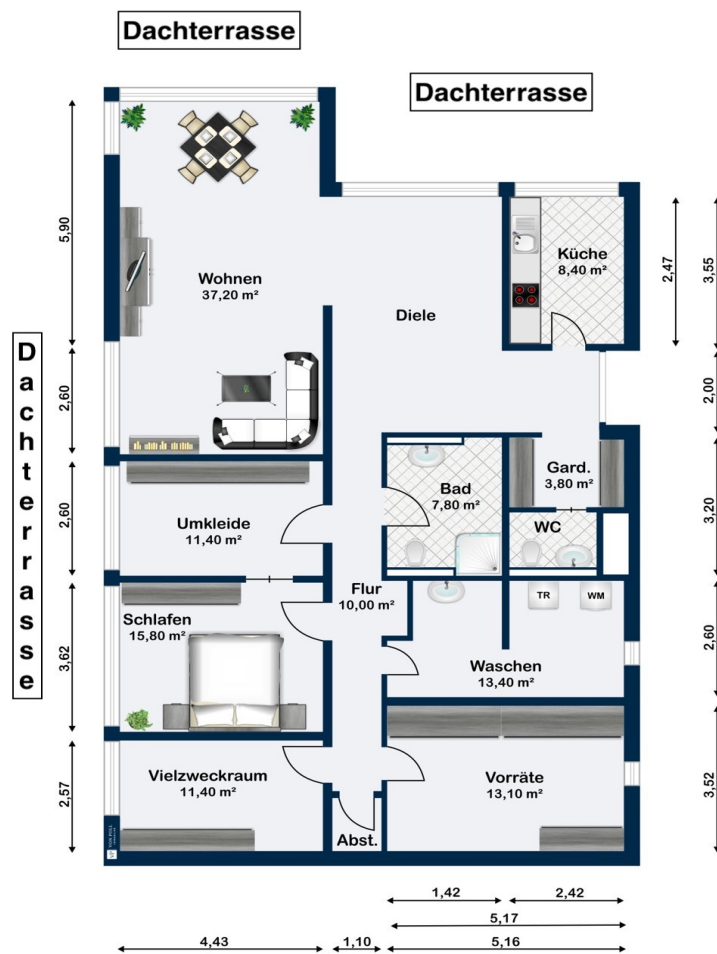 Dachterrasse
Dachterrasse
Dachterrasse
5,90
2,60
2,60
3,62
2,57
Wohnen
37,20 m²
Diele
Küche
8,40 m²
2,47
3,55
2,00
3,20
2,60
3,52
Bad
7,80 m²
Gard.
3,80 m²
WC
Umkleide
11,40 m²
Flur
10,00 m²
Schlafen
15,80 m²
TR
WM
Waschen
13,40 m²
Vielzweckraum
11,40 m²
Vorräte
13,10 m²
Abst.
VON POLL
1,42
2,42
5,17
4,43
1,10
5,16